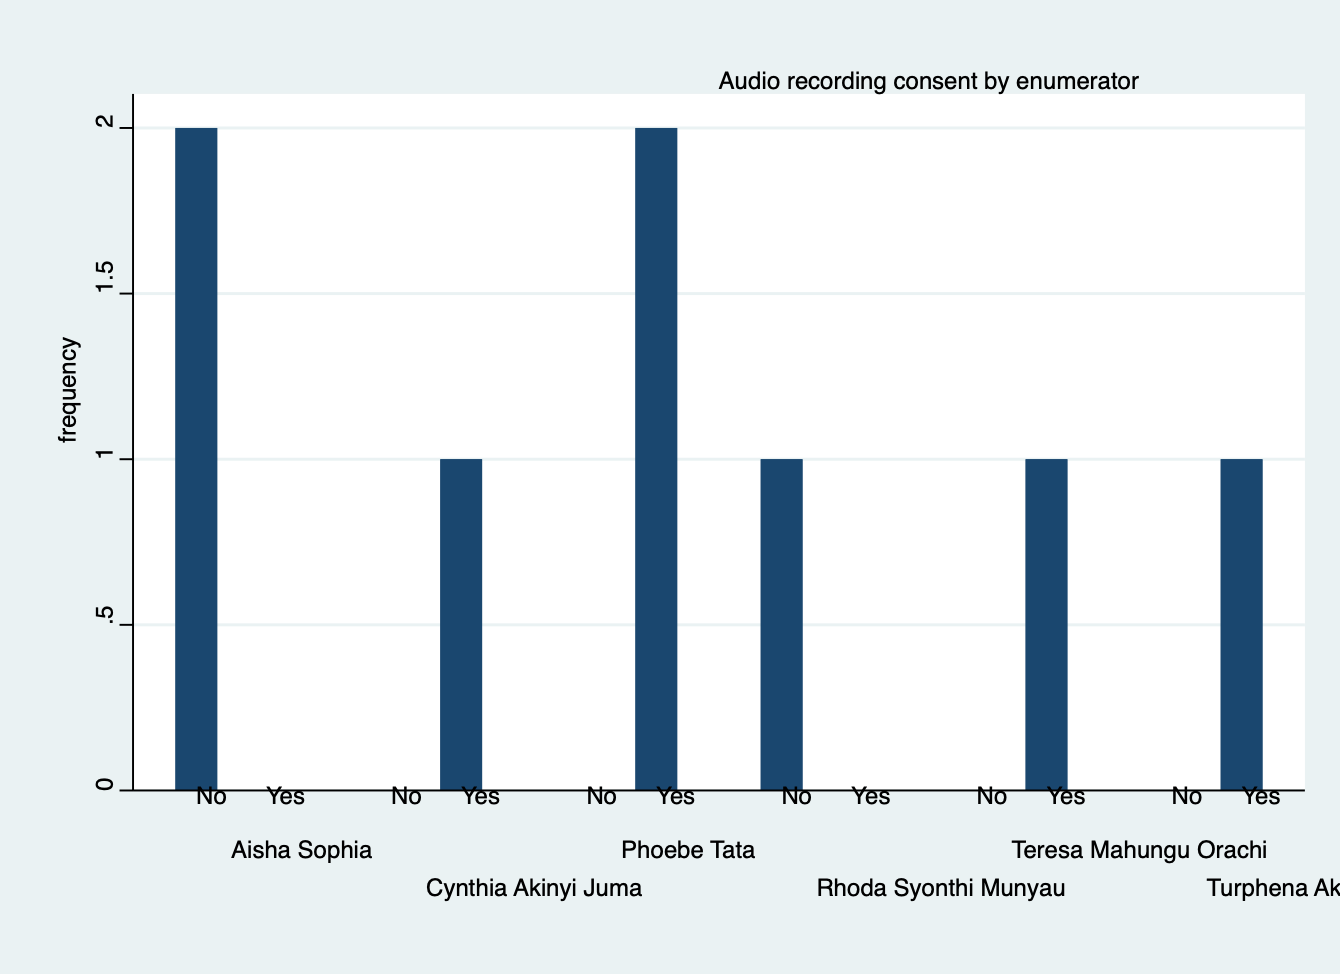 Audio recording consent by enumerator
frequency
2
1.5
1
.5
0
No Yes No Yes No Yes No Yes No Yes No Yes
Aisha Sophia Phoebe Tata Teresa Mahungu Orachi
Cynthia Akinyi Juma Rhoda Syonthi Munyau Turphena